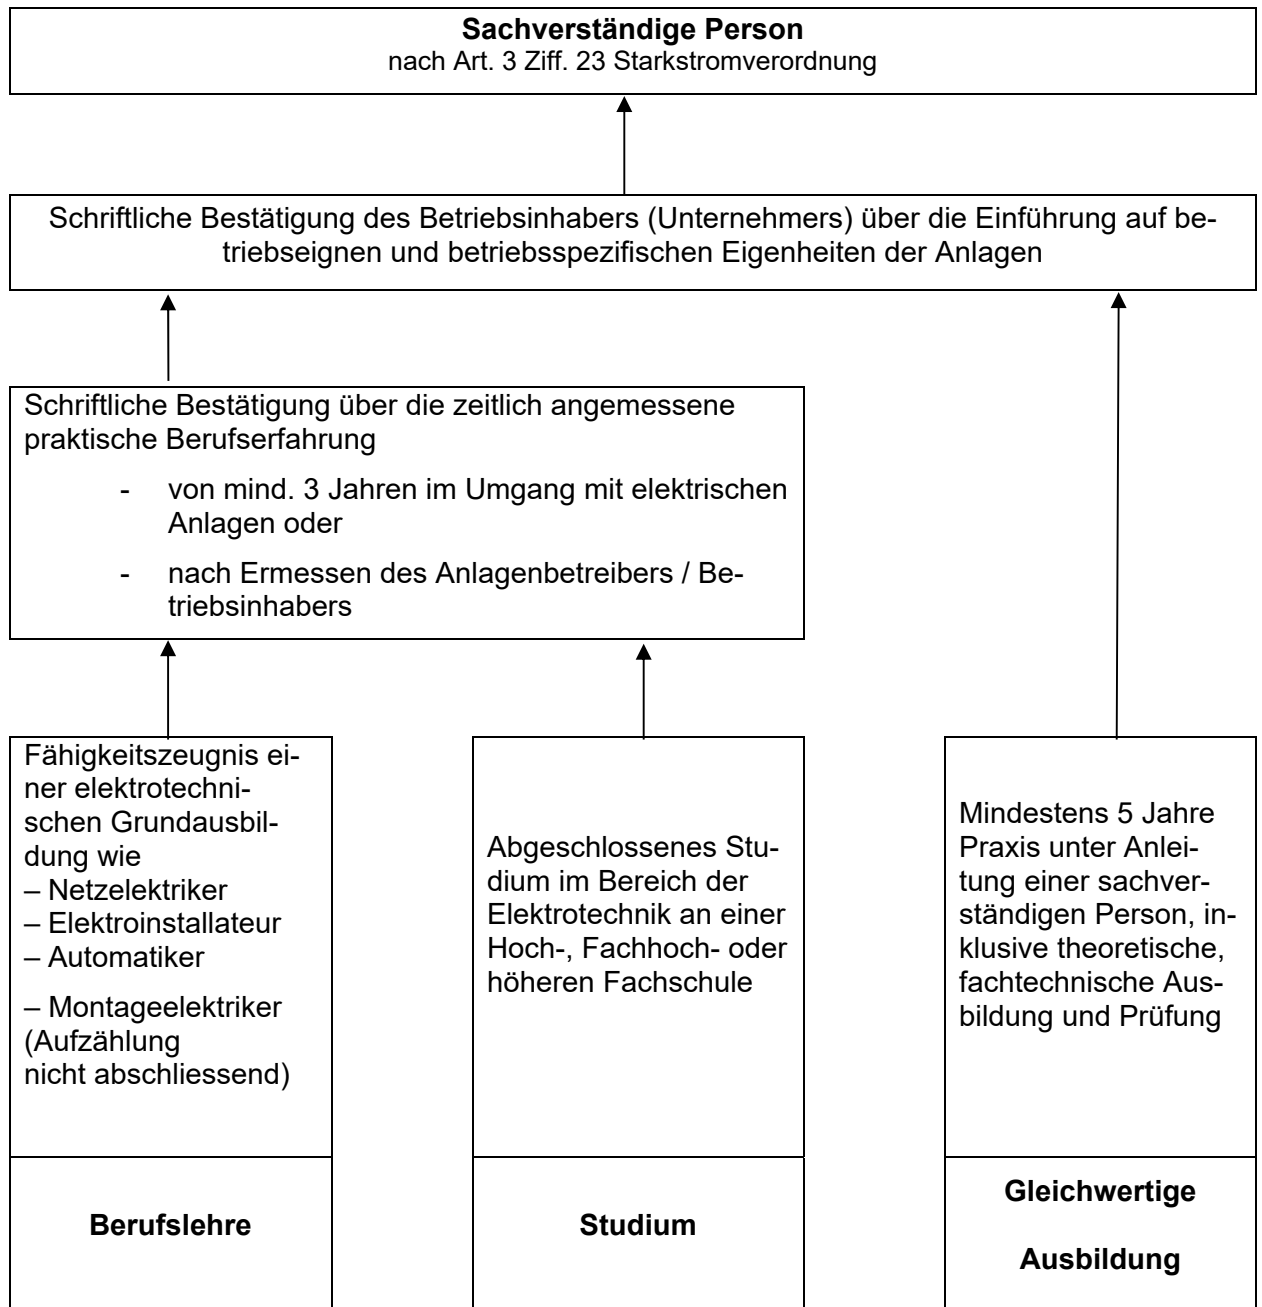 Sachverständige Person
nach Art. 3 Ziff. 23 Starkstromverordnung
Schriftliche Bestätigung des Betriebsinhabers (Unternehmers) über die Einführung auf be-
triebseignen und betriebsspezifischen Eigenheiten der Anlagen
Schriftliche Bestätigung über die zeitlich angemessene
praktische Berufserfahrung
- von mind. 3 Jahren im Umgang mit elektrischen
Anlagen oder
- nach Ermessen des Anlagenbetreibers / Be-
triebsinhabers
Fähigkeitszeugnis ei-
ner elektrotechni-
schen Grundausbil-
dung wie
– Netzelektriker
– Elektroinstallateur
– Automatiker
– Montageelektriker
(Aufzählung
nicht abschliessend)
Berufslehre
Abgeschlossenes Stu-
dium im Bereich der
Elektrotechnik an einer
Hoch-, Fachhoch- oder
höheren Fachschule
Studium
Mindestens 5 Jahre
Praxis unter Anlei-
tung einer sachver-
ständigen Person, in-
klusive theoretische,
fachtechnische Aus-
bildung und Prüfung
Gleichwertige
Ausbildung